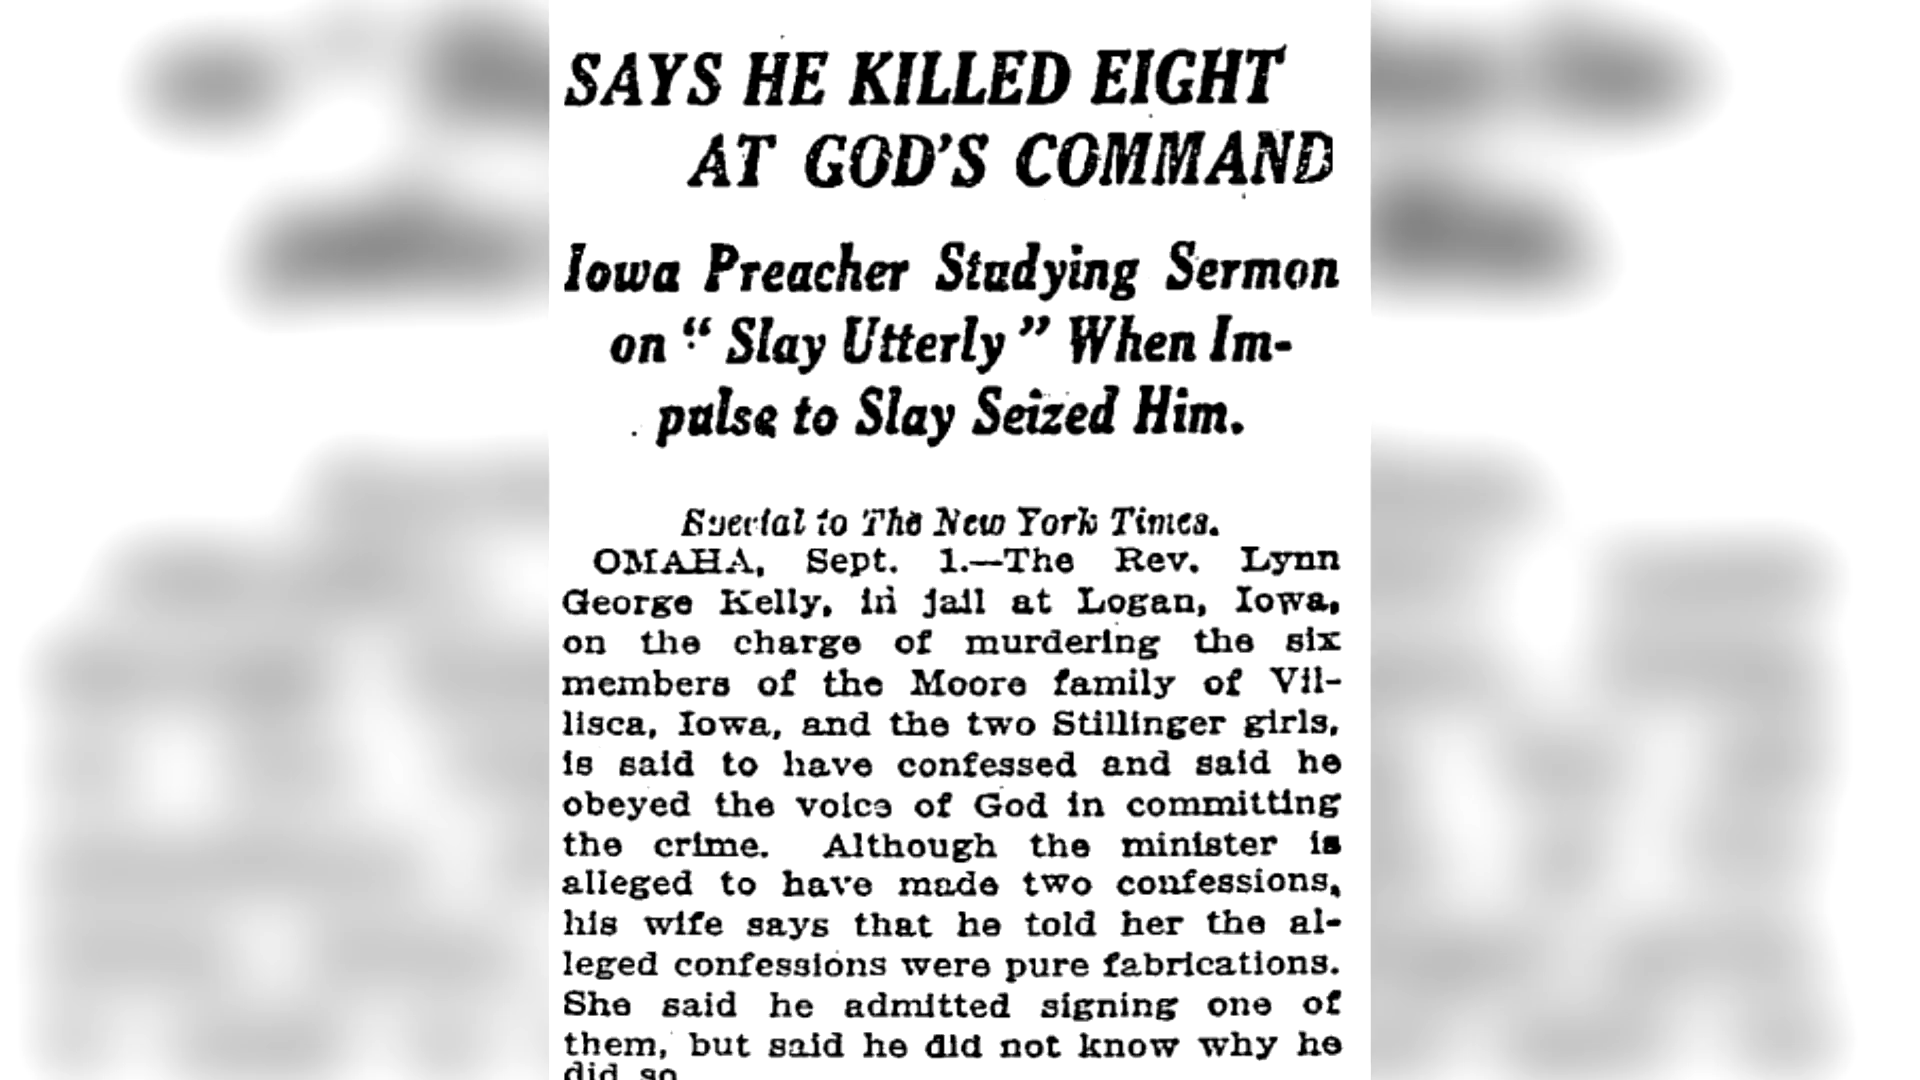 SAYS HE KILLED EIGHT
AT GOD'S COMMAND
Iowa Preacher Studying Sermon
on “ Slay Utterly ” When Im-
pulse to Slay Seized Him.
Special to The New York Times.
OMAHA, Sept. 1.—The Rev. Lynn
George Kelly, in jail at Logan, Iowa,
on the charge of murdering the six
members of the Moore family of Vil-
lisca, Iowa, and the two Stillinger girls,
is said to have confessed and said he
obeyed the voice of God in committing
the crime. Although the minister is
alleged to have made two confessions,
his wife says that he told her the al-
leged confessions were pure fabrications.
She said he admitted signing one of
them, but said he did not know why he
did so